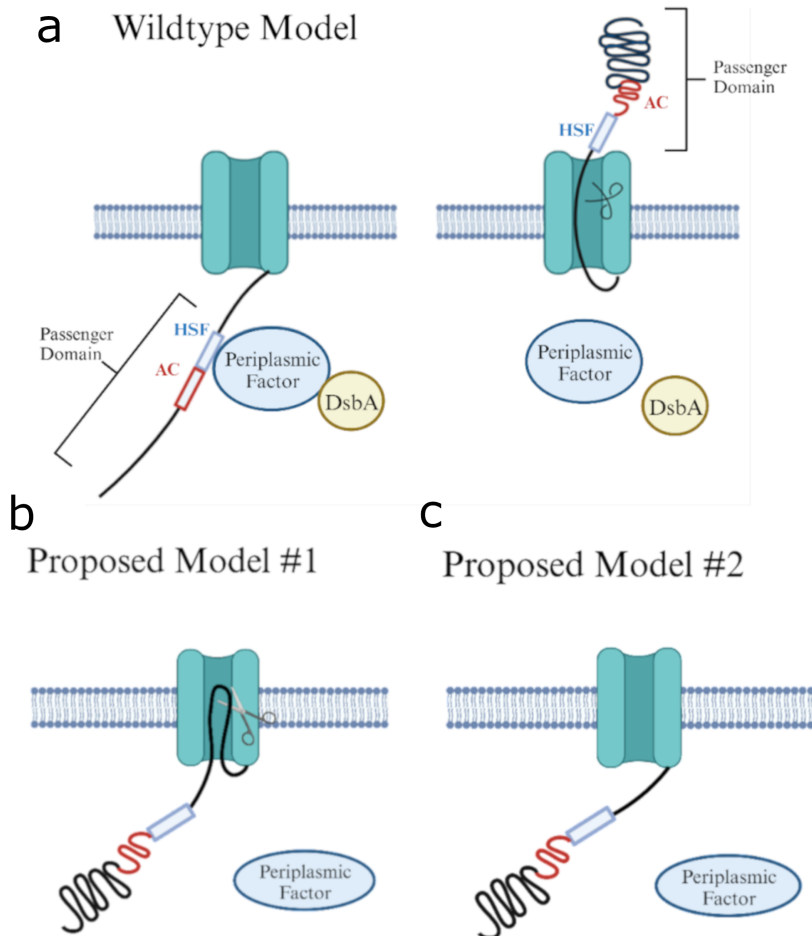 a
Wildtype Model
Passenger
Domain
AC
HSF
Passenger
Domain
HSF
AC
Periplasmic
Factor
DsbA
Periplasmic
Factor
DsbA
b
c
Proposed Model #1
Proposed Model #2
Periplasmic
Factor
Periplasmic
Factor